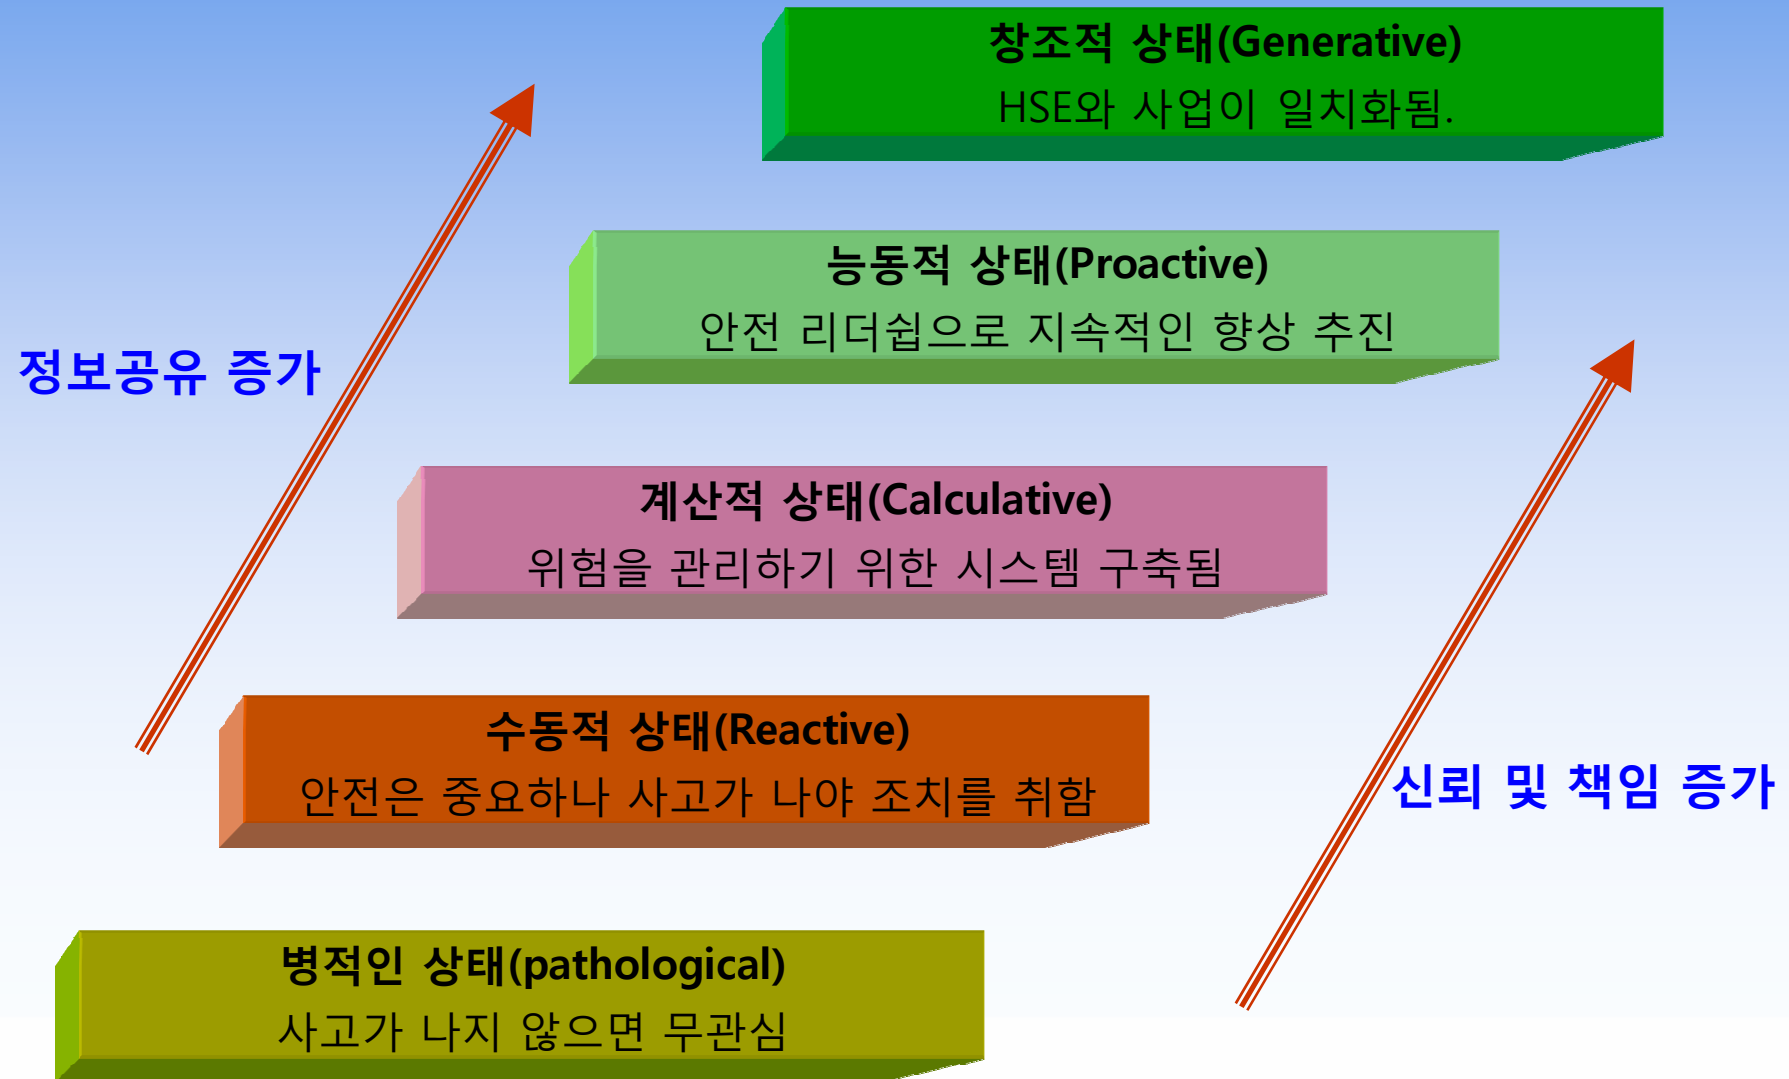 창조적 상태(Generative)
HSE와 사업이 일치화됨.
능동적 상태(Proactive)
안전 리더쉽으로 지속적인 향상 추진
정보공유 증가
계산적 상태(Calculative)
위험을 관리하기 위한 시스템 구축됨
수동적 상태(Reactive)
안전은 중요하나 사고가 나야 조치를 취함
신뢰 및 책임 증가
병적인 상태(pathological)
사고가 나지 않으면 무관심